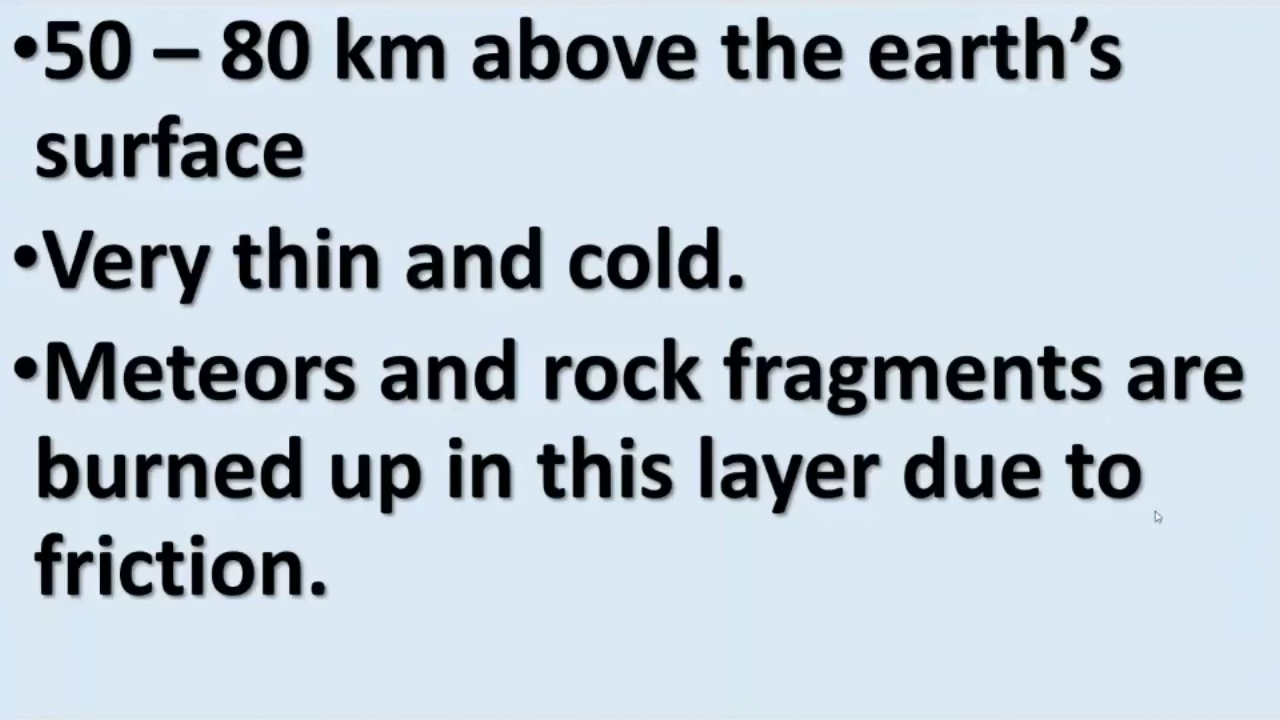 •50 – 80 km above the earth’s
surface
•Very thin and cold.
•Meteors and rock fragments are
burned up in this layer due to
friction.